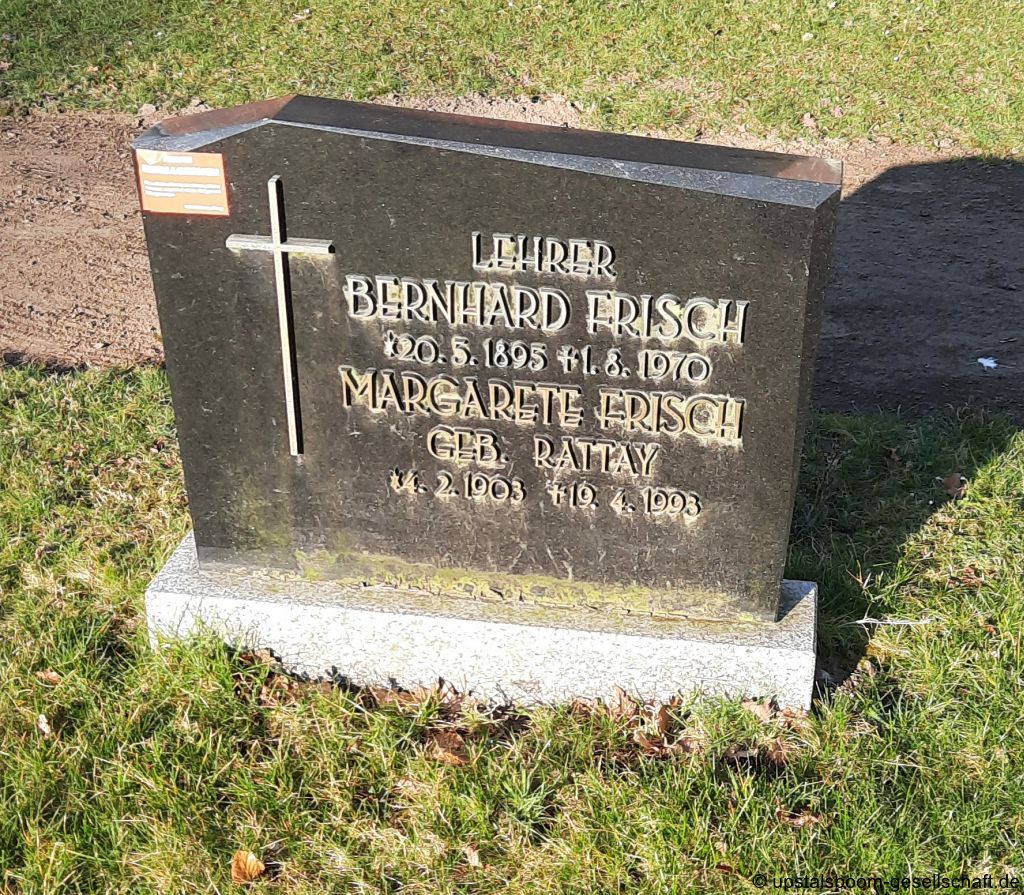 LEHRER
BERNHARD FRISCH
*20. 5. 1895 †1. 8. 1970
MARGARETE FRISCH
GEB. RATTAY
*4. 2. 1903 †19. 4. 1993
© upstalsboom-gesellschaft.de